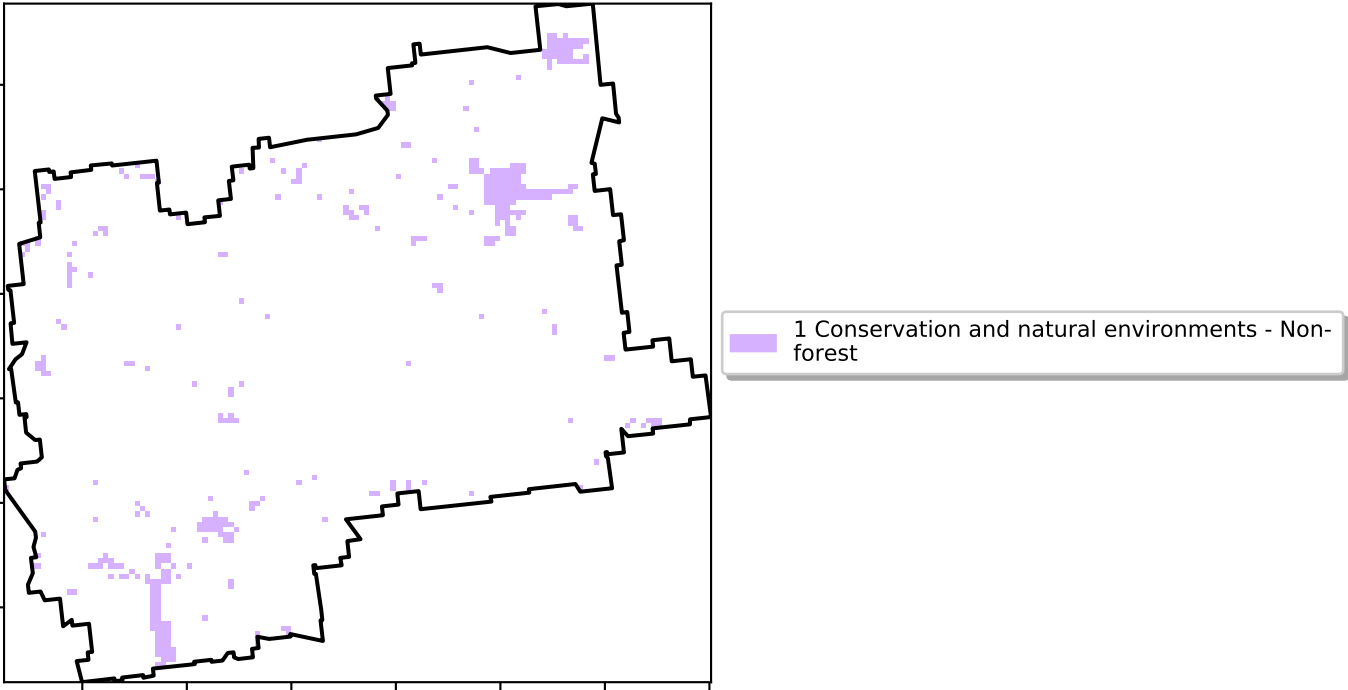 1 Conservation and natural environments - Non-
forest